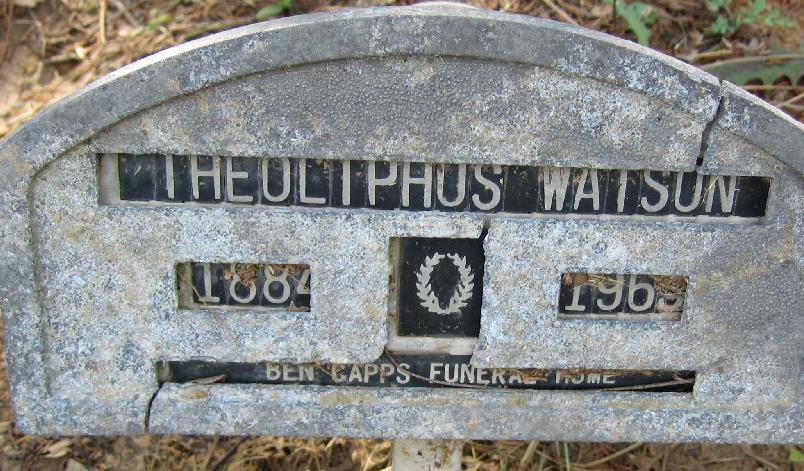 THEOLIPHUS WATSON
1884 1965
BEN CAPPS FUNERAL HOME